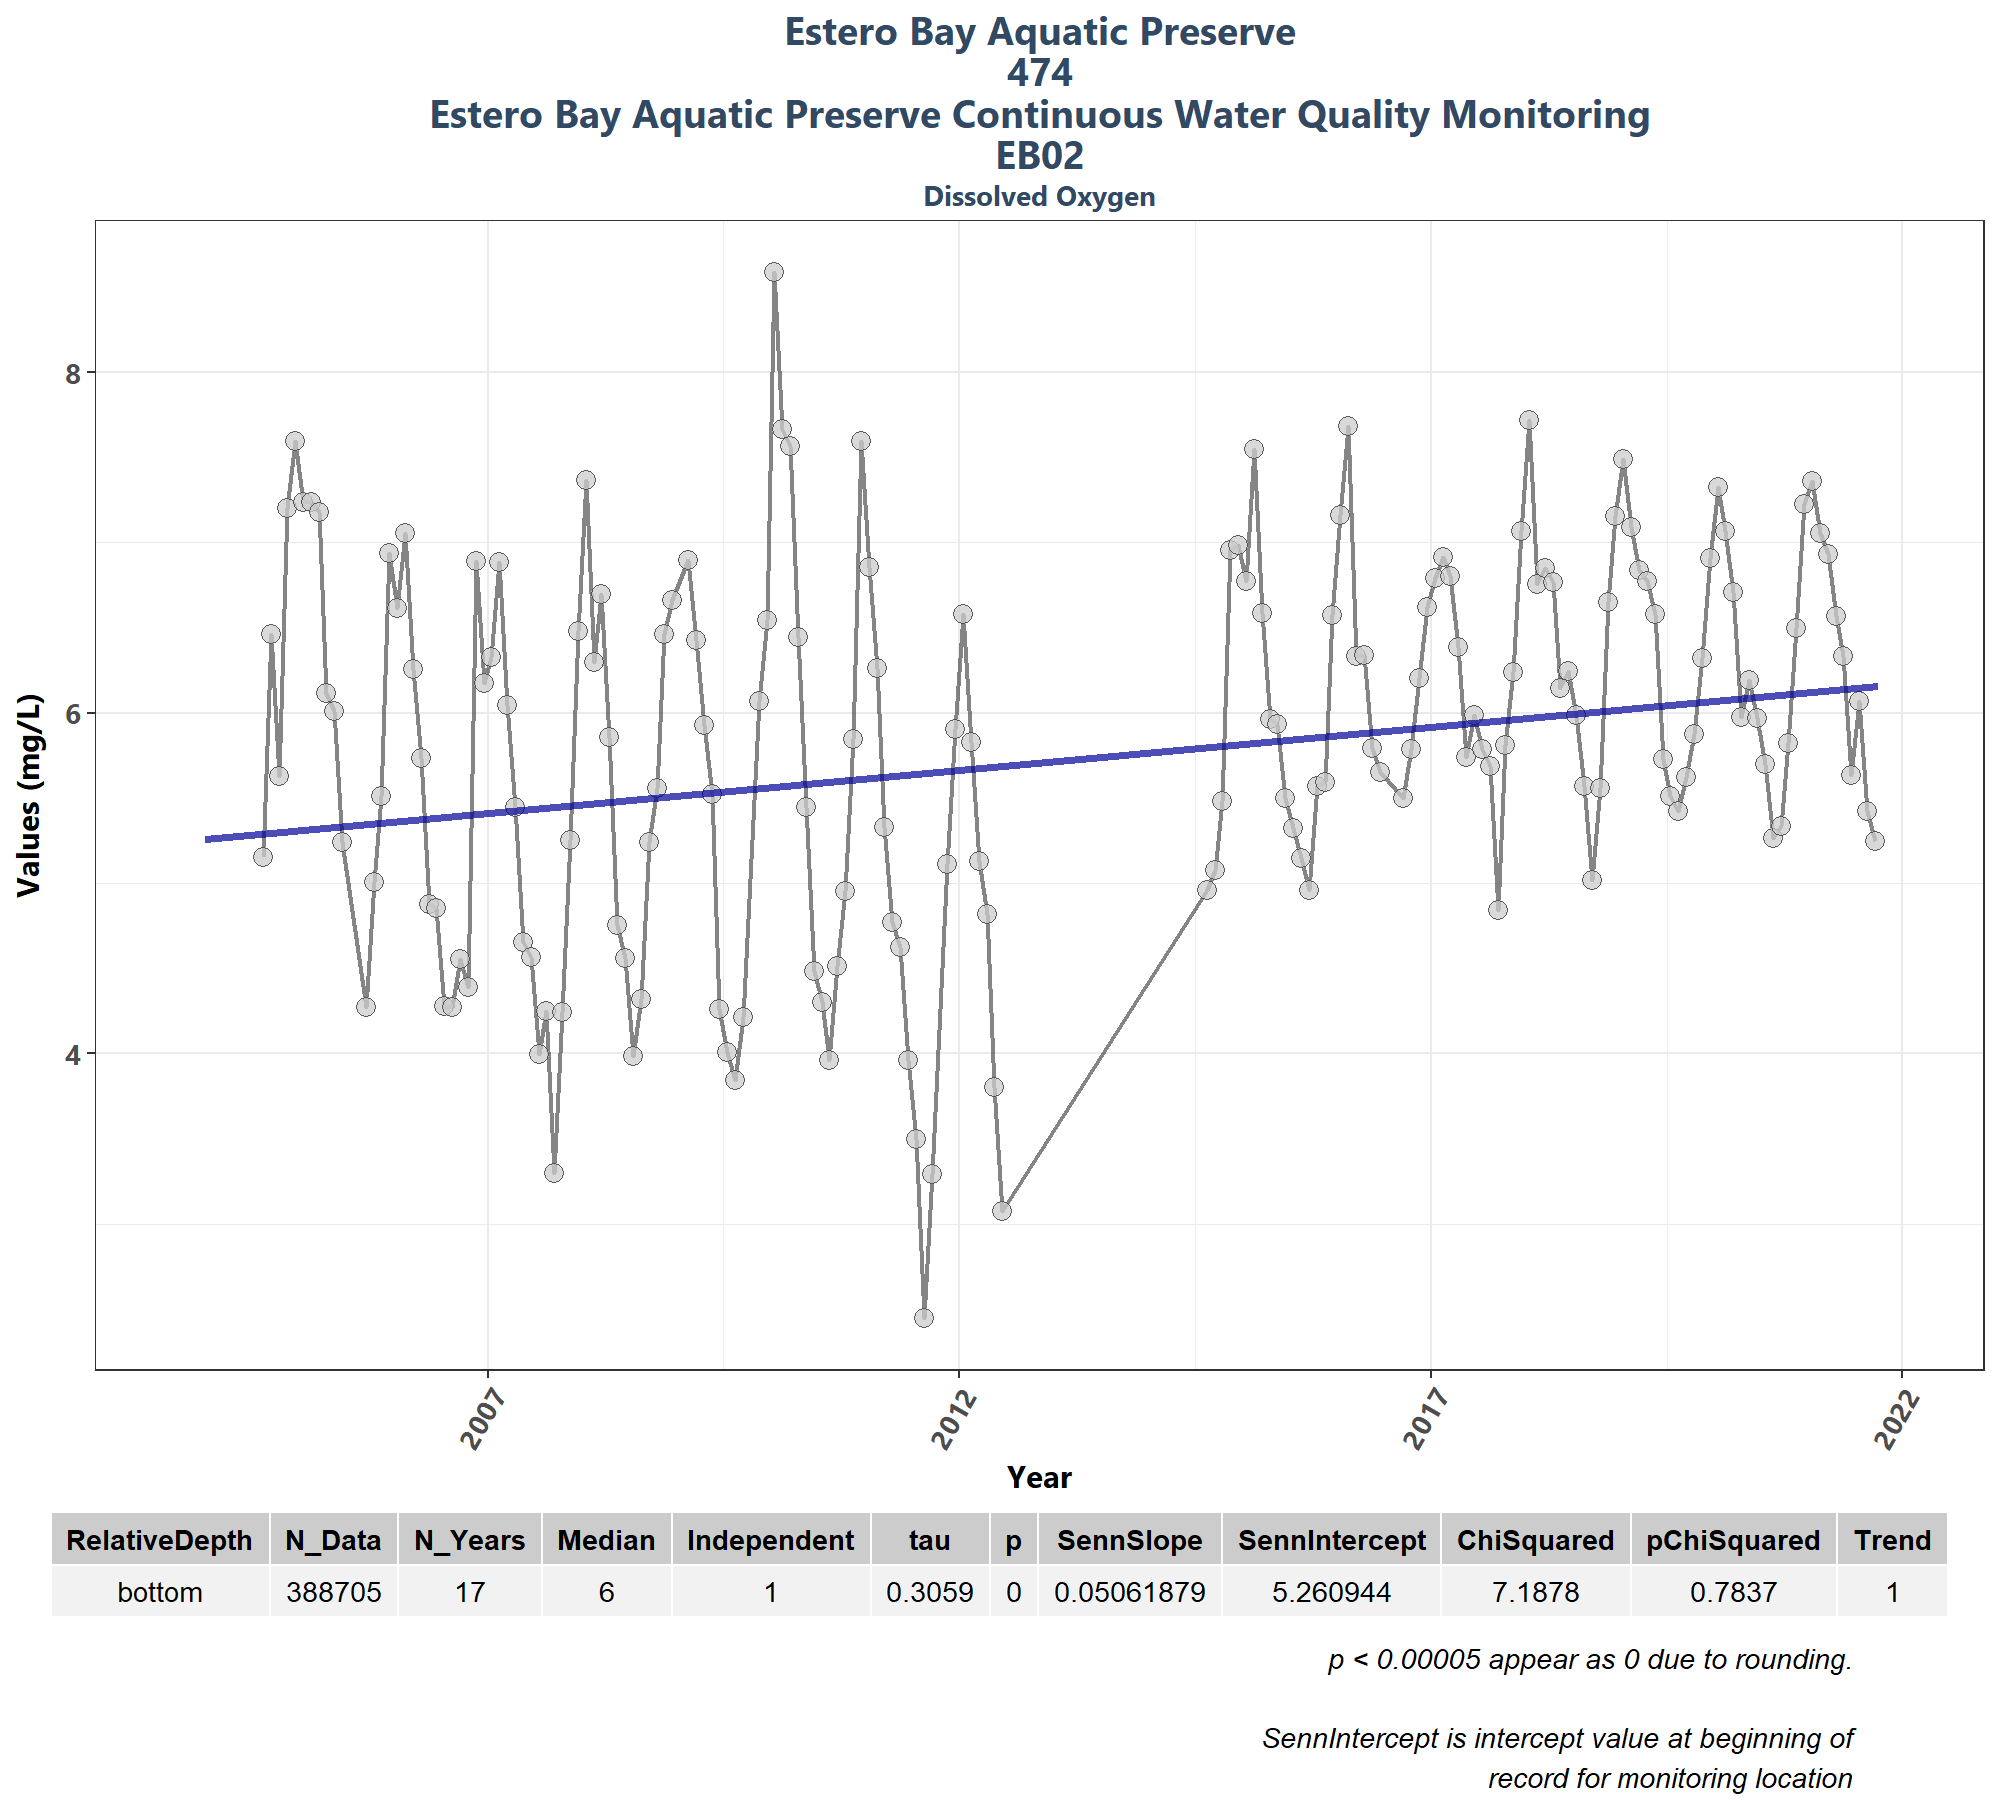 Estero Bay Aquatic Preserve
474
Estero Bay Aquatic Preserve Continuous Water Quality Monitoring
EB02
Dissolved Oxygen
8
6
4
Values (mg/L)
2007 2012 2017 2022
Year
RelativeDepth N_Data N_Years Median Independent tau p SennSlope SennIntercept ChiSquared pChiSquared Trend
bottom 388705 17 6 1 0.3059 0 0.05061879 5.260944 7.1878 0.7837 1
p < 0.00005 appear as 0 due to rounding.
SennIntercept is intercept value at beginning of
record for monitoring location